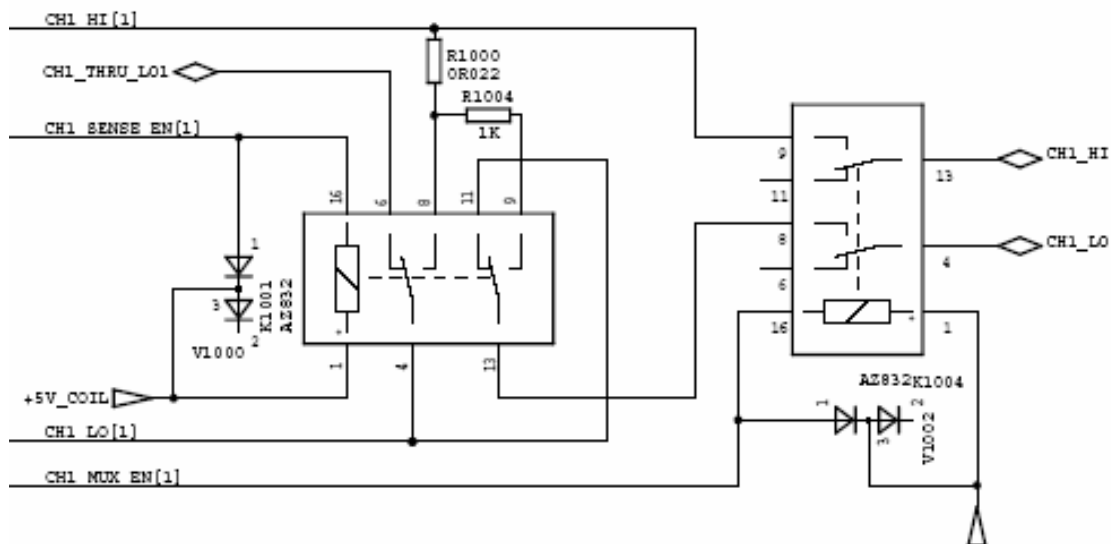 CH1 HI[1]
R1000
0R022
CH1_THRU_LO1
R1004
1K
CH1 SENSE EN[1]
9
CH1_HI
13
11
16
6
8
11
9
8
CH1_LO
4
6
1
3
2
V1000
K1001
AZ832
16
1
1
4
13
AZ832K1004
+5V_COIL
1
2
3
V1002
CH1 LO[1]
CH1 MUX EN[1]